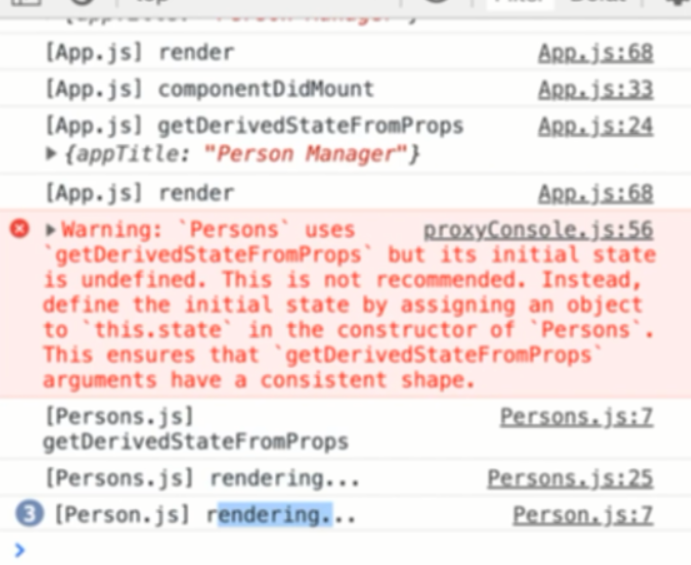 [App.js] render App.js:68
[App.js] componentDidMount App.js:33
[App.js] getDerivedStateFromProps App.js:24
{appTitle: "Person Manager"}
[App.js] render App.js:68
Warning: `Persons` uses proxyConsole.js:56
`getDerivedStateFromProps` but its initial state
is undefined. This is not recommended. Instead,
define the initial state by assigning an object
to `this.state` in the constructor of `Persons`.
This ensures that `getDerivedStateFromProps`
arguments have a consistent shape.
[Persons.js] Persons.js:7
getDerivedStateFromProps
[Persons.js] rendering... Persons.js:25
3 [Person.js] rendering... Person.js:7